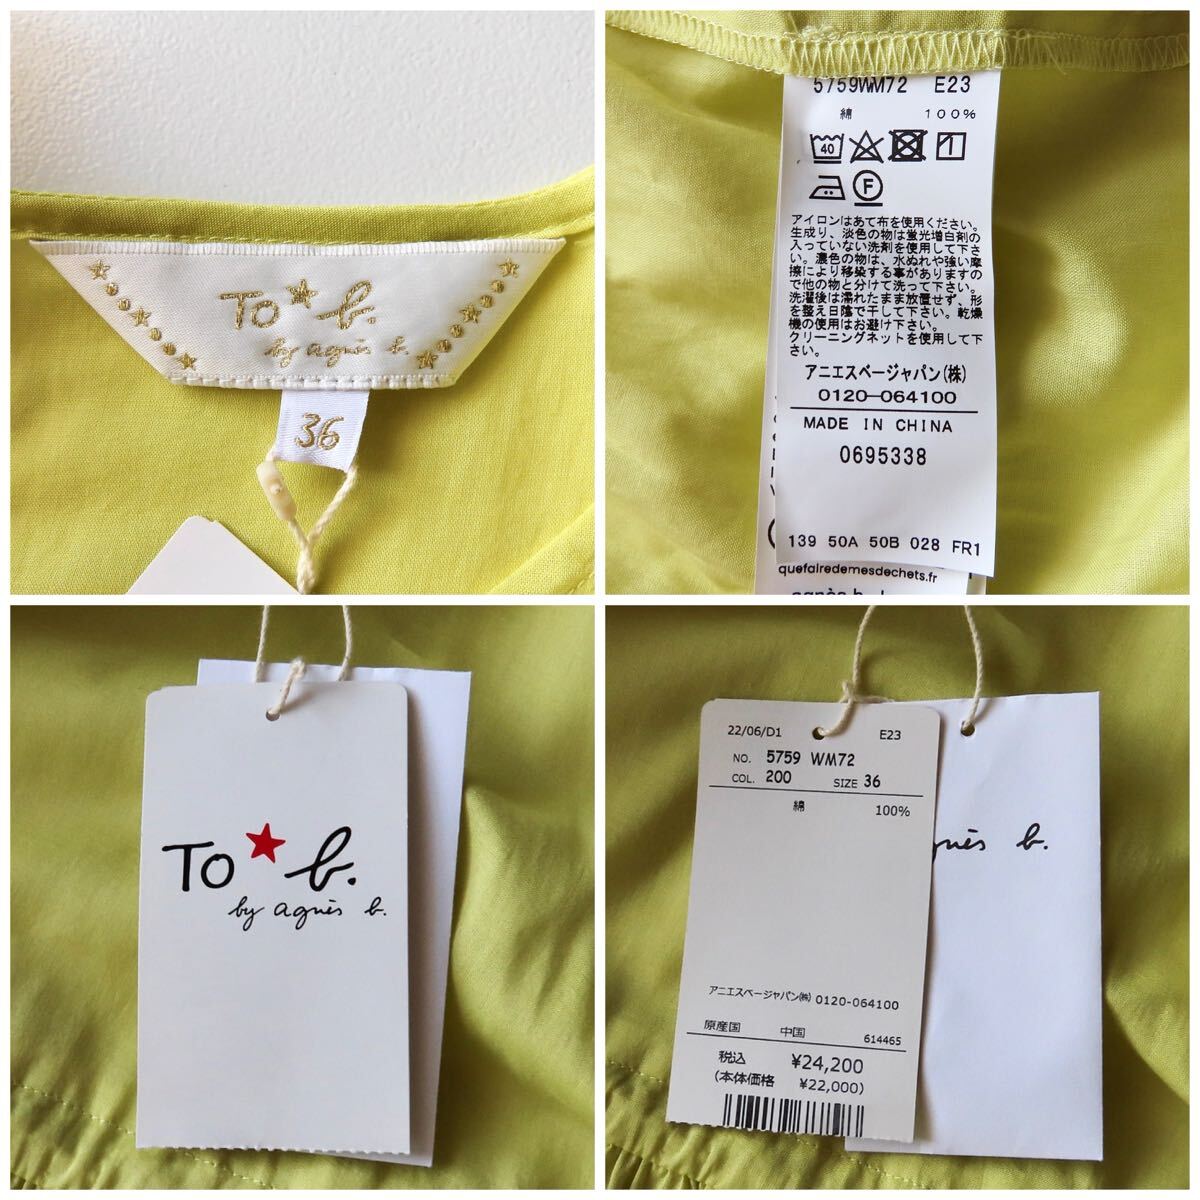 To★b.
by agnès b.
36
5759WM72 E23
綿 100%
40
F
アイロンはあて布を使用ください。
生成り、淡色の物は蛍光増白剤の
入っていない洗剤を使用して下さ
い。濃色の物は、水ぬれや強い摩
擦により移染する事がありますの
で他の物と分けて洗って下さい。
洗濯後は濡れたまま放置せず、形
を整え日陰で干して下さい。乾燥
機の使用はお避け下さい。
クリーニングネットを使用して下
さい。
アニエスベージャパン(株)
0120-064100
MADE IN CHINA
0695338
139 50A 50B 028 FR1
quefairedemesdechets.fr
To★b.
by agnès b.
22/06/D1 E23
NO. 5759 WM72
COL. 200 SIZE 36
綿 100%
アニエスベージャパン㈱ 0120-064100
原産国 中国 614465
税込 ¥24,200
(本体価格 ¥22,000)
gnès b.